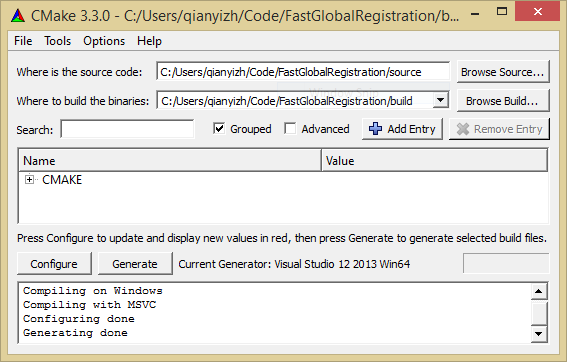 CMake 3.3.0 - C:/Users/qianyizh/Code/FastGlobalRegistration/b...
File Tools Options Help
Where is the source code: C:/Users/qianyizh/Code/FastGlobalRegistration/source Browse Source...
Where to build the binaries: C:/Users/qianyizh/Code/FastGlobalRegistration/build Browse Build...
Search: Grouped Advanced Add Entry Remove Entry
Name Value
CMAKE
Press Configure to update and display new values in red, then press Generate to generate selected build files.
Configure Generate Current Generator: Visual Studio 12 2013 Win64
Compiling on Windows
Compiling with MSVC
Configuring done
Generating done